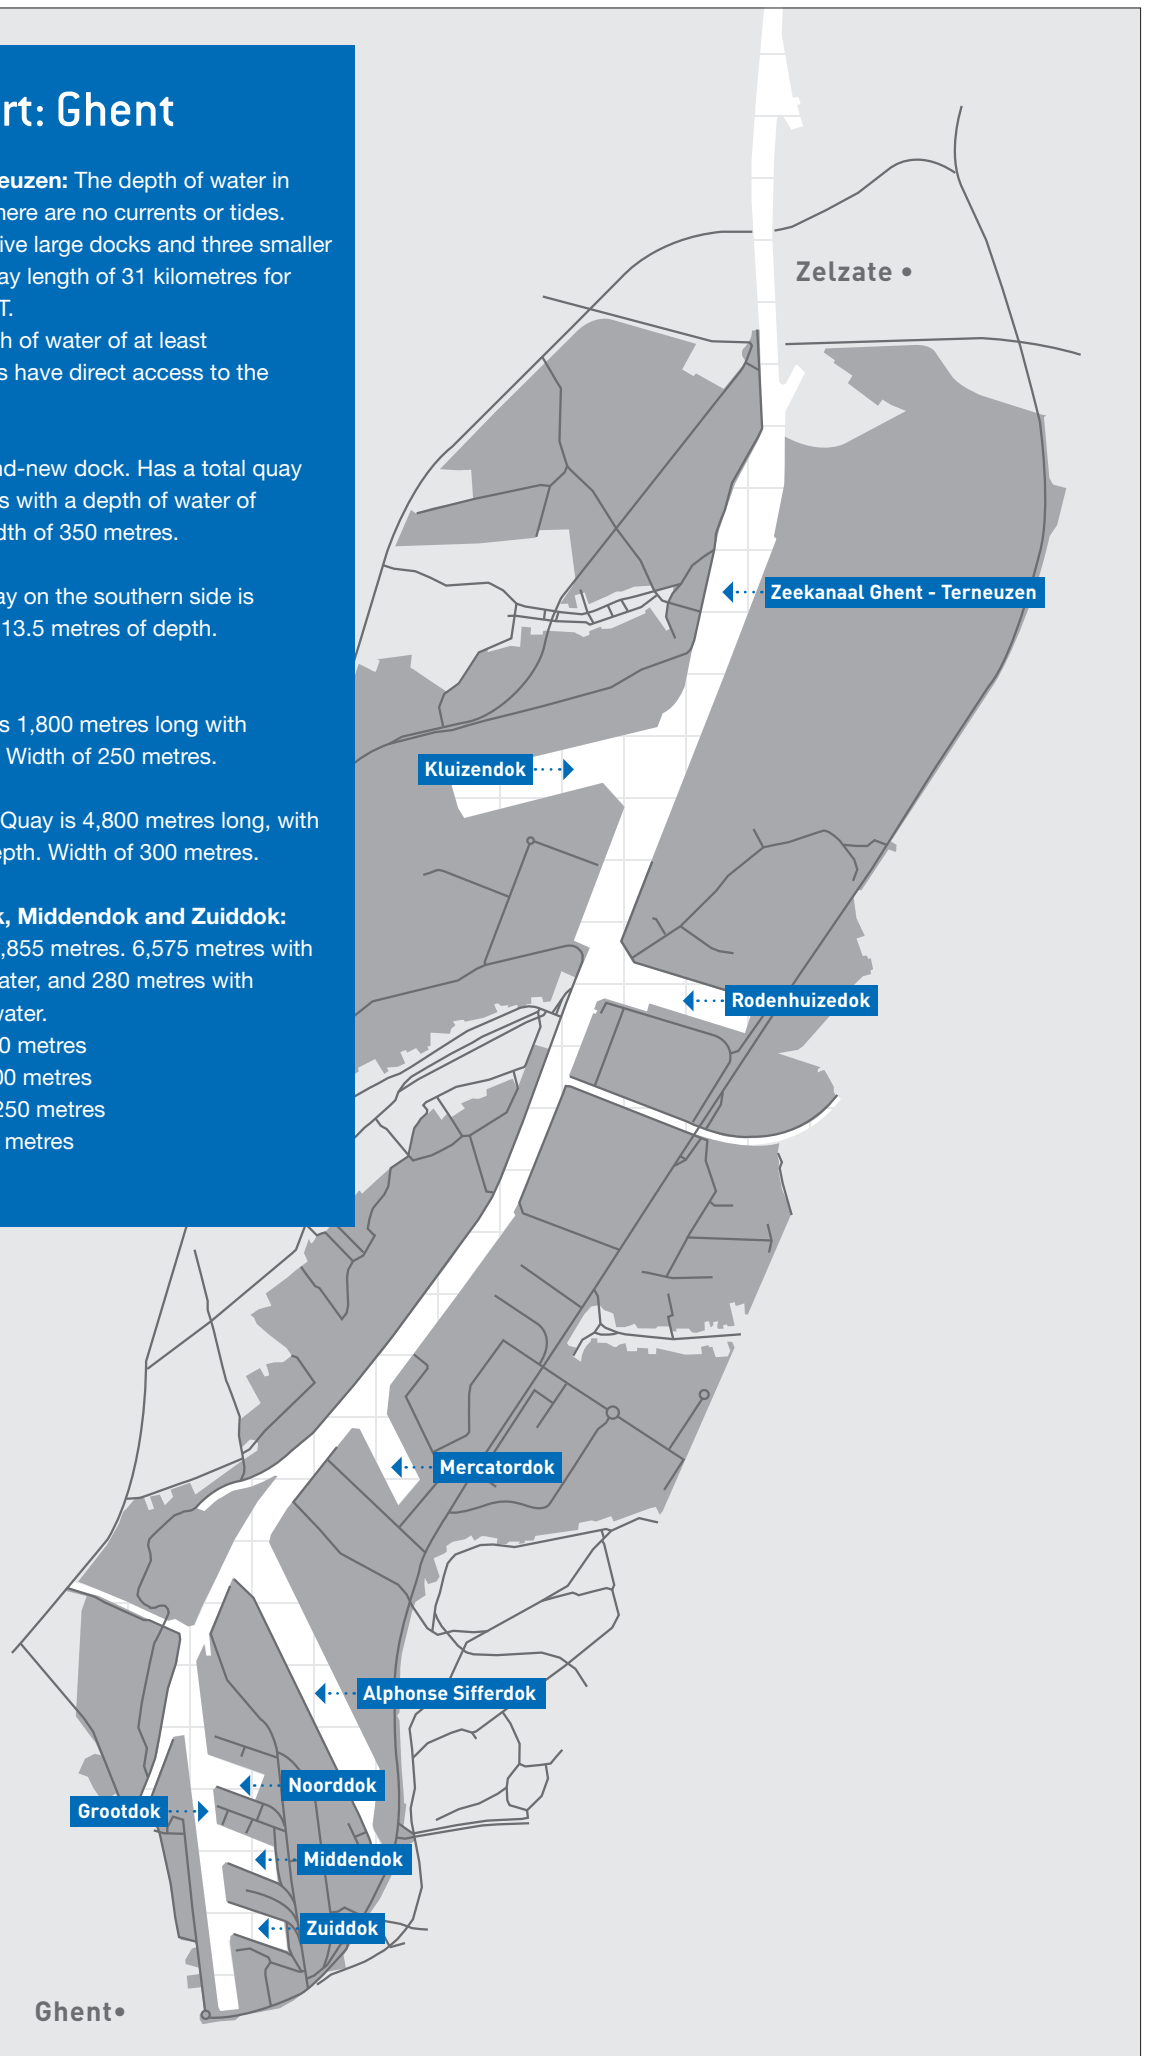 rt: Ghent
euzen: The depth of water in
here are no currents or tides.
ive large docks and three smaller
ay length of 31 kilometres for
T.
h of water of at least
s have direct access to the
nd-new dock. Has a total quay
s with a depth of water of
dth of 350 metres.
ay on the southern side is
13.5 metres of depth.
s 1,800 metres long with
Width of 250 metres.
Quay is 4,800 metres long, with
epth. Width of 300 metres.
k, Middendok and Zuiddok:
,855 metres. 6,575 metres with
ater, and 280 metres with
water.
0 metres
00 metres
250 metres
metres
Zelzate
Zeekanaal Ghent - Terneuzen
Kluizendok
Rodenhuizedok
Mercatordok
Alphonse Sifferdok
Noorddok
Grootdok
Middendok
Zuiddok
Ghent